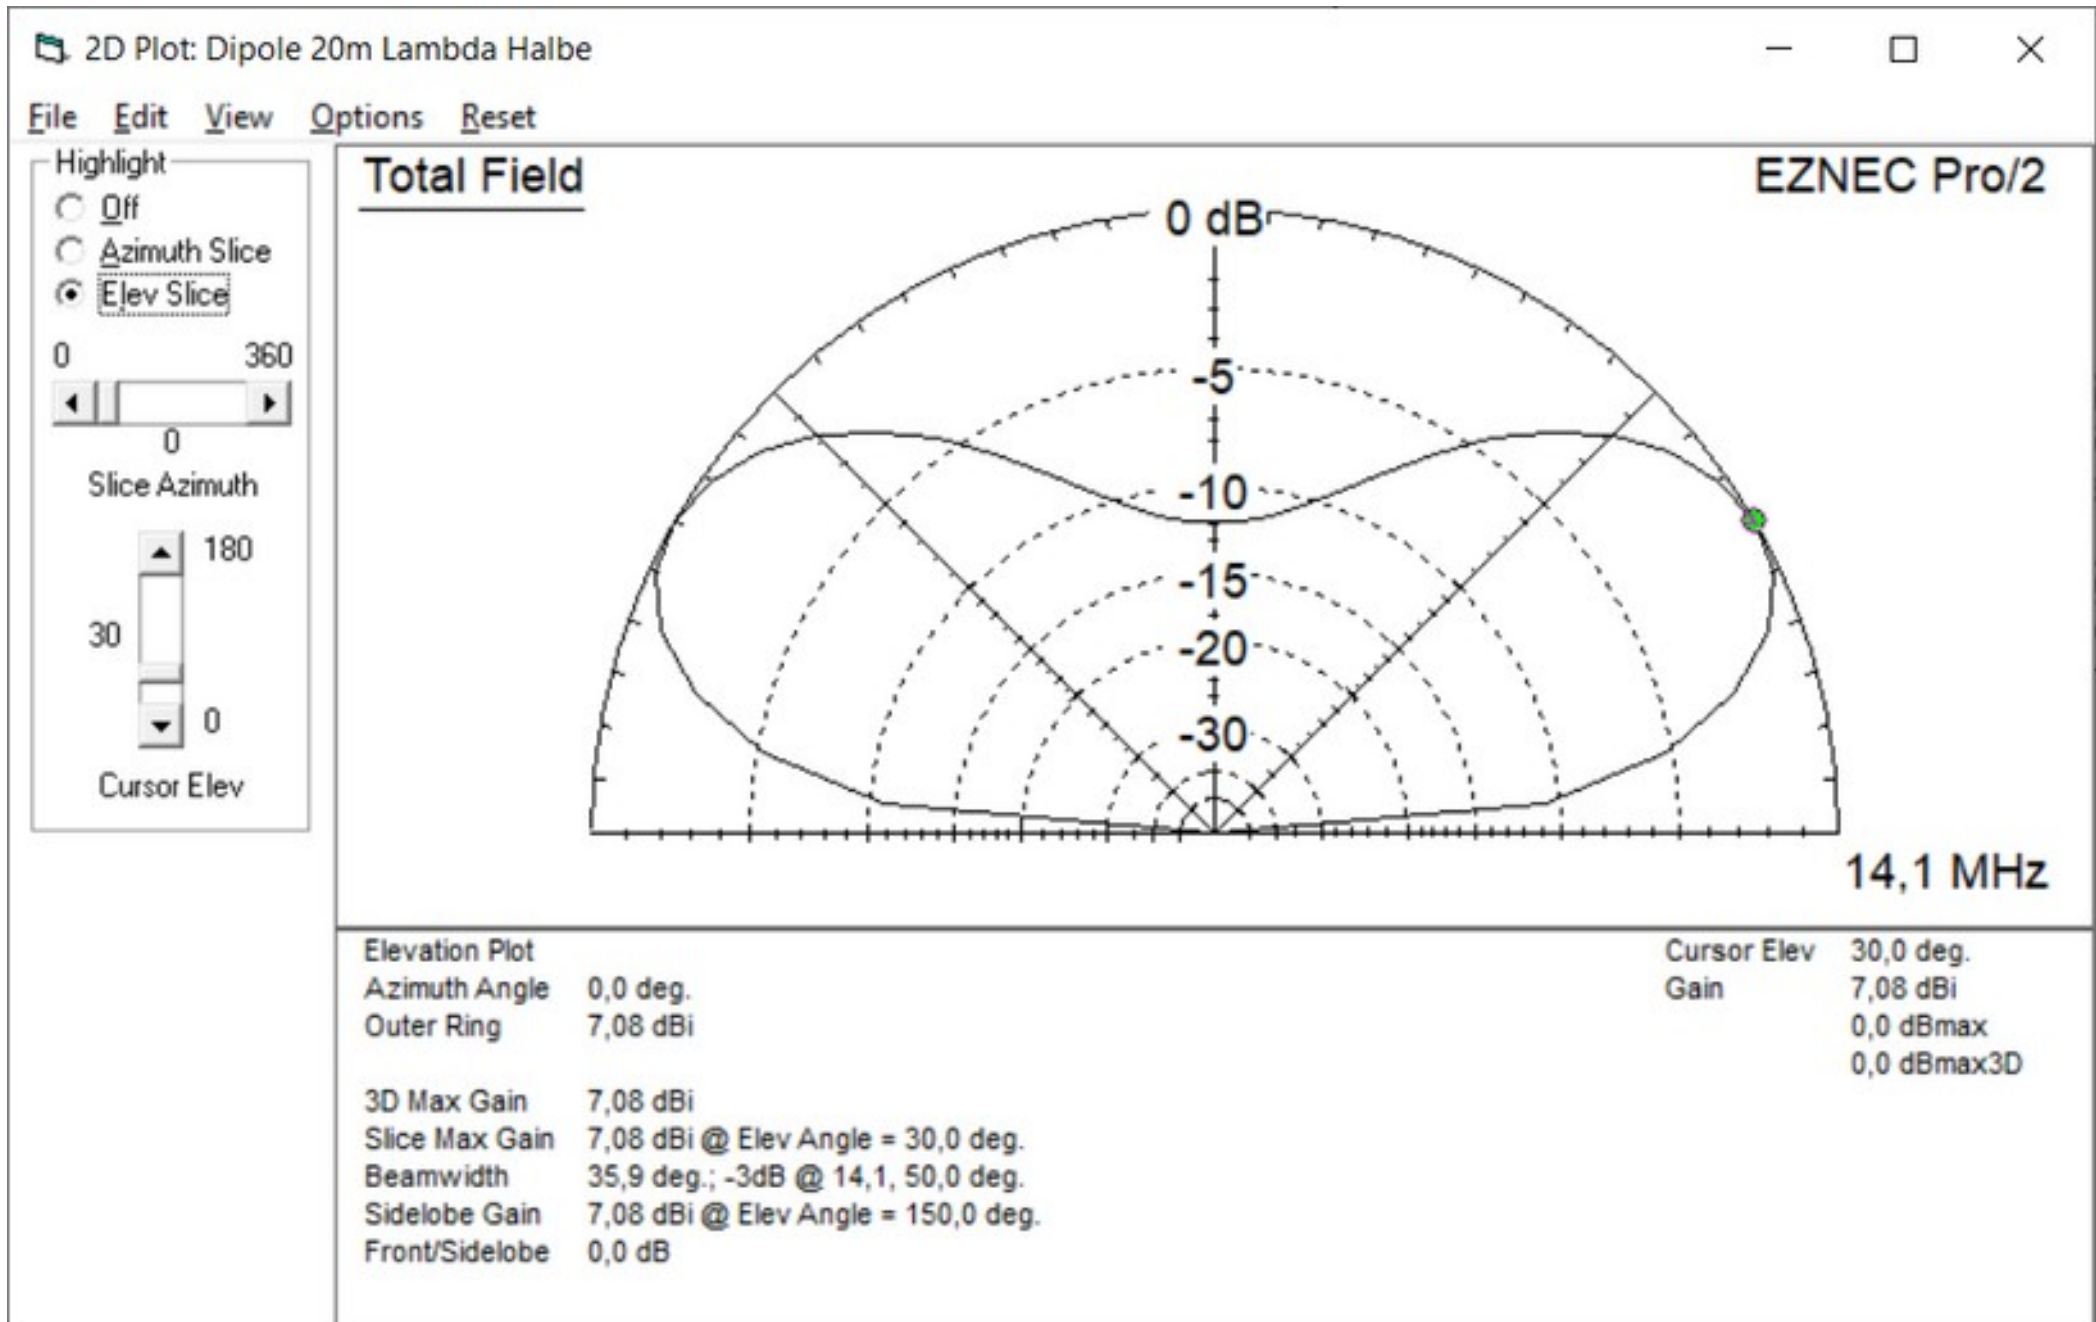 2D Plot: Dipole 20m Lambda Halbe
File Edit View Options Reset
Highlight
Off
Azimuth Slice
Elev Slice
0 360
0
Slice Azimuth
180
30
0
Cursor Elev
Total Field
EZNEC Pro/2
0 dB
-5
-10
-15
-20
-30
14,1 MHz
Elevation Plot
Azimuth Angle 0,0 deg.
Outer Ring 7,08 dBi
3D Max Gain 7,08 dBi
Slice Max Gain 7,08 dBi @ Elev Angle = 30,0 deg.
Beamwidth 35,9 deg.; -3dB @ 14,1, 50,0 deg.
Sidelobe Gain 7,08 dBi @ Elev Angle = 150,0 deg.
Front/Sidelobe 0,0 dB
Cursor Elev 30,0 deg.
Gain 7,08 dBi
0,0 dBmax
0,0 dBmax3D